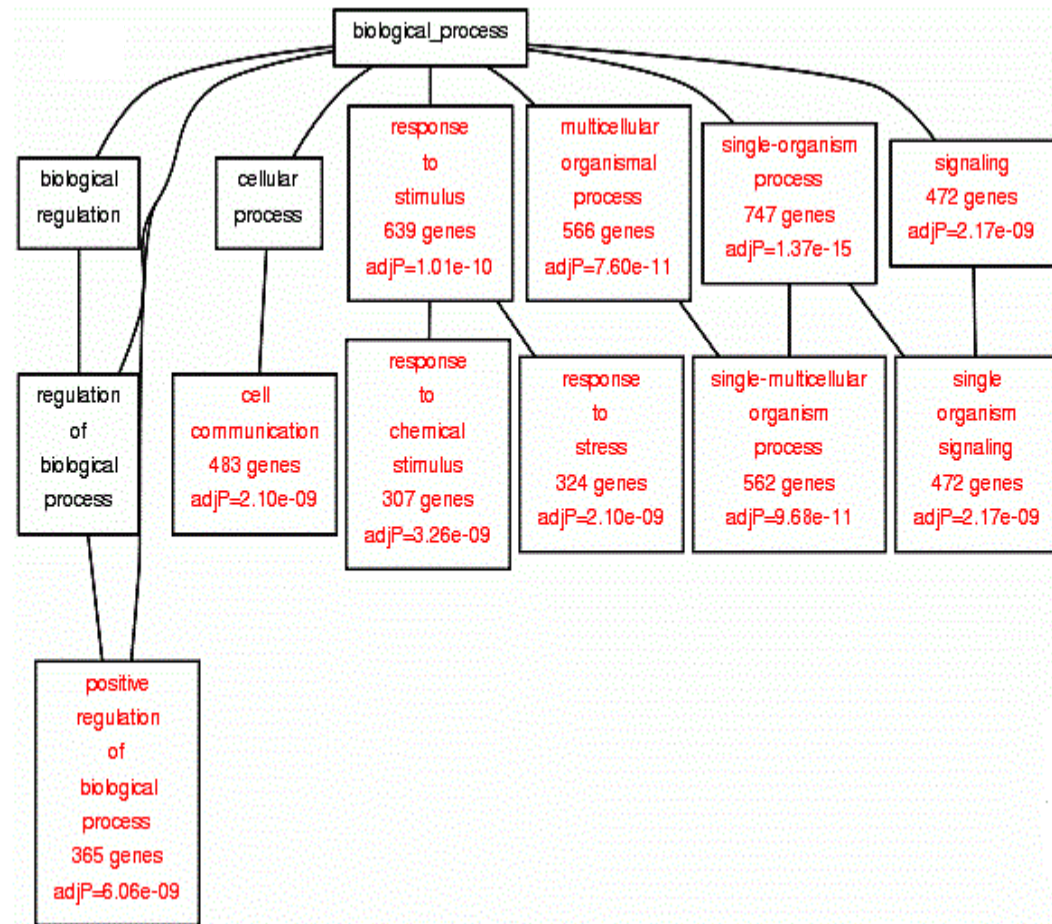 biological_process
biological
regulation
cellular
process
response
to
stimulus
639 genes
adjP=1.01e-10
multicellular
organismal
process
566 genes
adjP=7.60e-11
single-organism
process
747 genes
adjP=1.37e-15
signaling
472 genes
adjP=2.17e-09
regulation
of
biological
process
cell
communication
483 genes
adjP=2.10e-09
response
to
chemical
stimulus
307 genes
adjP=3.26e-09
response
to
stress
324 genes
adjP=2.10e-09
single-multicellular
organism
process
562 genes
adjP=9.68e-11
single
organism
signaling
472 genes
adjP=2.17e-09
positive
regulation
of
biological
process
365 genes
adjP=6.06e-09